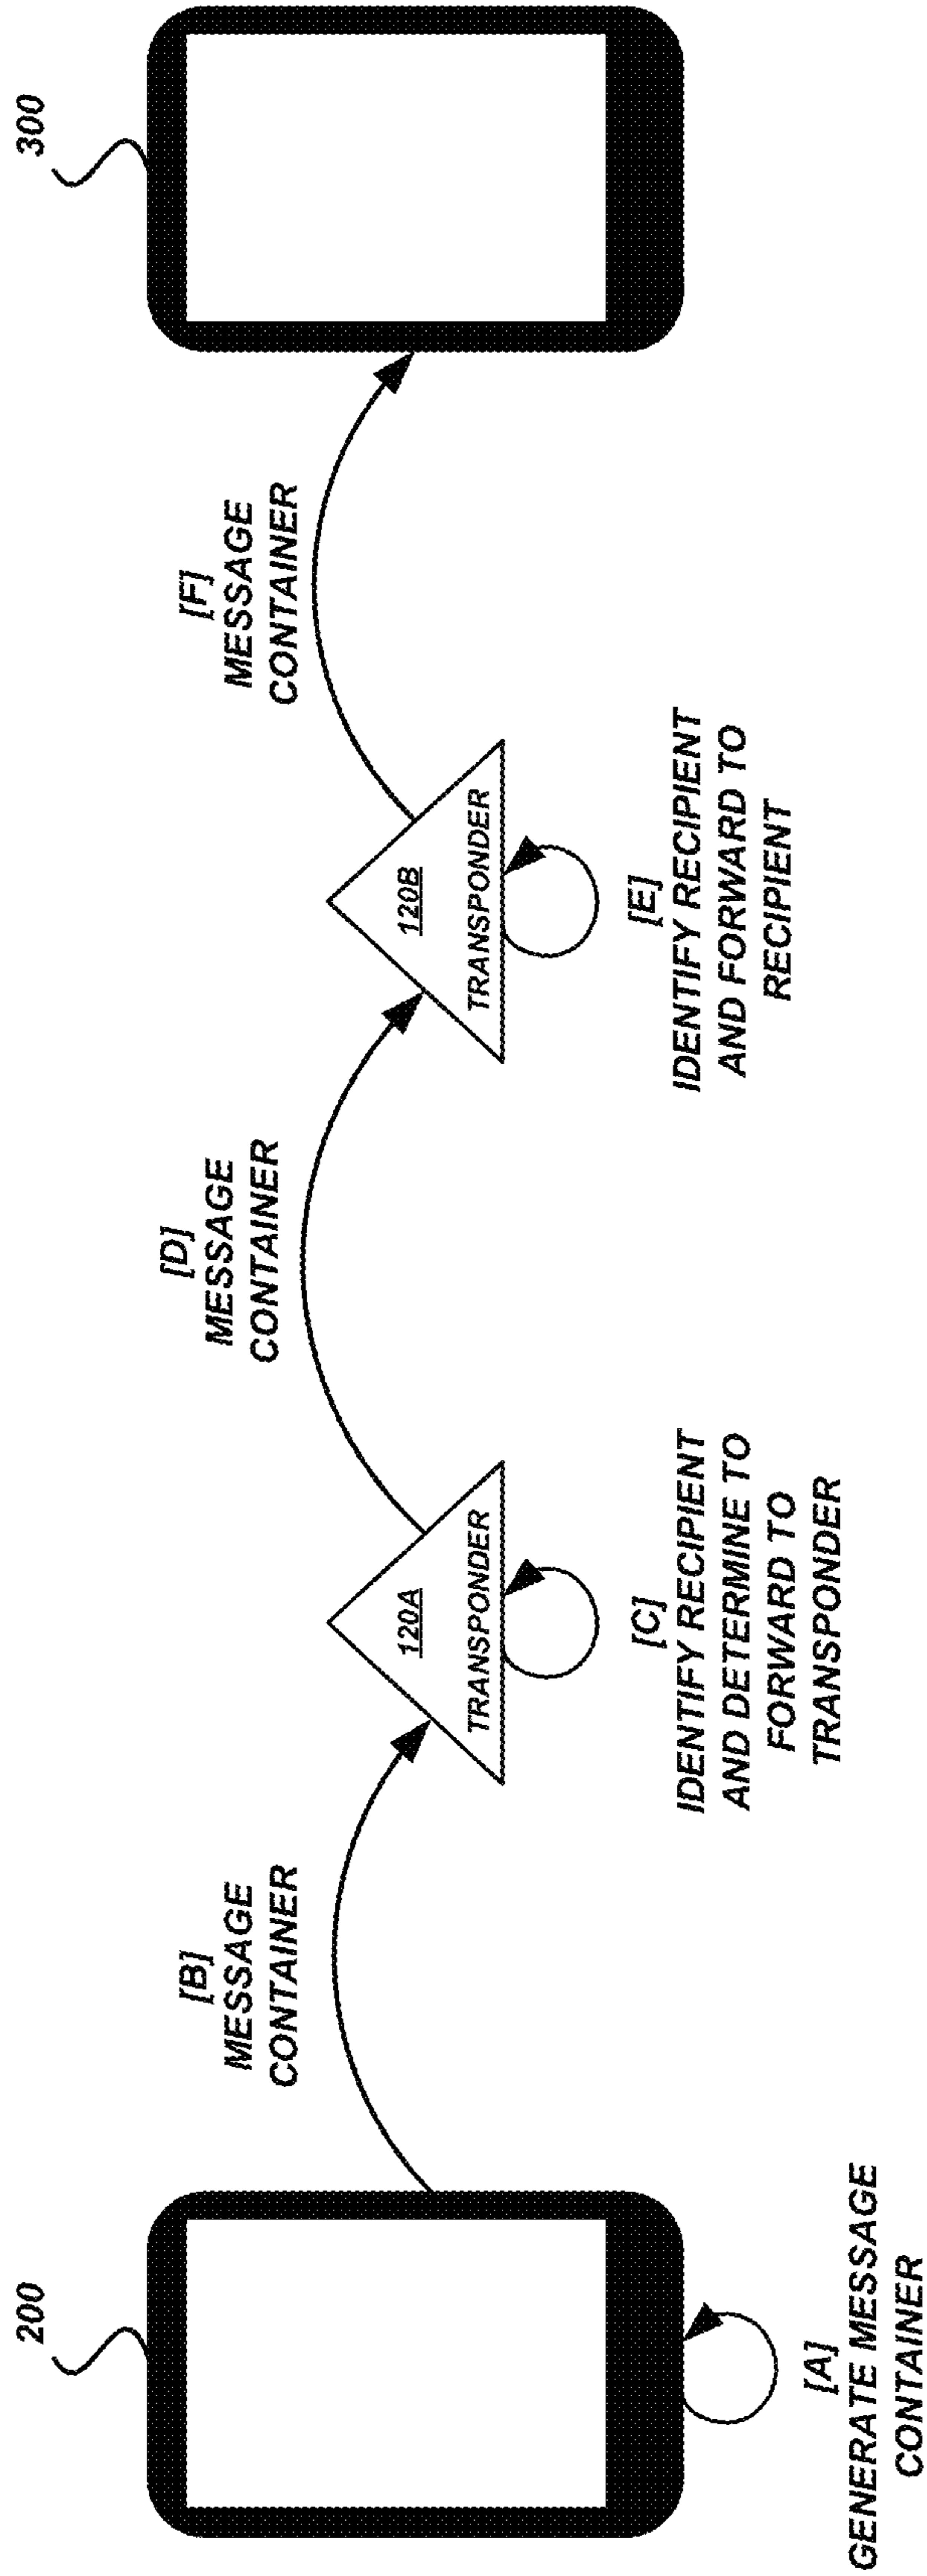 200
[A]
GENERATE MESSAGE
CONTAINER
[B]
MESSAGE
CONTAINER
120A
TRANSPONDER
[C]
IDENTIFY RECIPIENT
AND DETERMINE TO
FORWARD TO
TRANSPONDER
[D]
MESSAGE
CONTAINER
120B
TRANSPONDER
[E]
IDENTIFY RECIPIENT
AND FORWARD TO
RECIPIENT
[F]
MESSAGE
CONTAINER
300